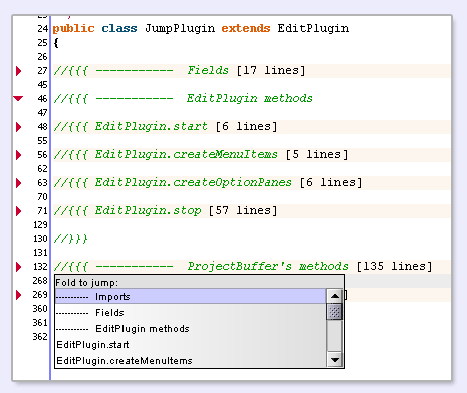 23
24 public class JumpPlugin extends EditPlugin
25 {
26
27 //{{{ ------------ Fields [17 lines]
45
46 //{{{ ------------ EditPlugin methods
47
48 //{{{ EditPlugin.start [6 lines]
55
56 //{{{ EditPlugin.createMenuItems [5 lines]
62
63 //{{{ EditPlugin.createOptionPanes [6 lines]
70
71 //{{{ EditPlugin.stop [57 lines]
129
130 //}}}
131
132 //{{{ ------------ ProjectBuffer's methods [135 lines]
268
269 ]
360
361
362
Fold to jump:
----------- Imports
----------- Fields
----------- EditPlugin methods
EditPlugin.start
EditPlugin.createMenuItems